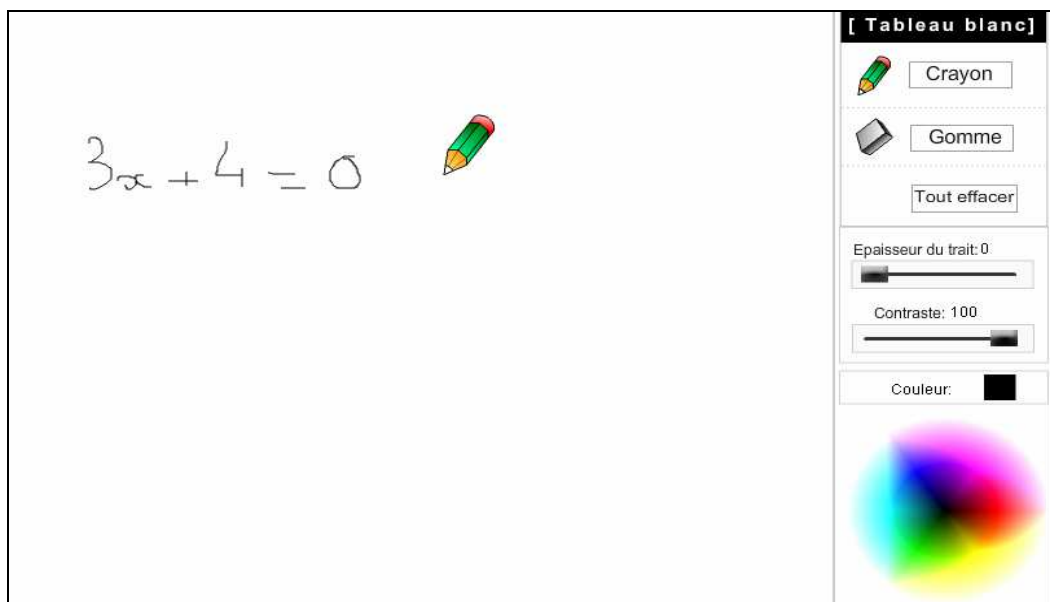 3x + 4 = 0
[ Tableau blanc]
Crayon
Gomme
Tout effacer
Epaisseur du trait: 0
Contraste: 100
Couleur: